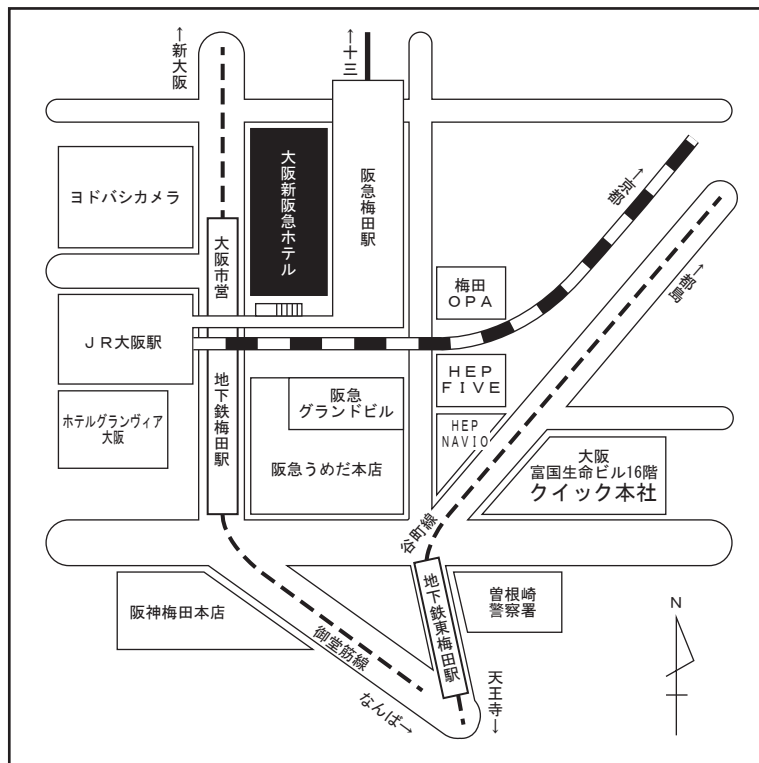 ←新大阪
←十三
ヨドバシカメラ
大阪新阪急ホテル
阪急梅田駅
←京都
大阪市営
梅田
OPA
←都島
JR大阪駅
HEP
FIVE
地下鉄梅田駅
阪急
グランドビル
ホテルグランヴィア
大阪
HEP
NAVIO
阪急うめだ本店
大阪
富国生命ビル16階
クイック本社
谷町線
阪神梅田本店
地下鉄東梅田駅
曽根崎
警察署
N
御堂筋線
なんば→
天王寺→